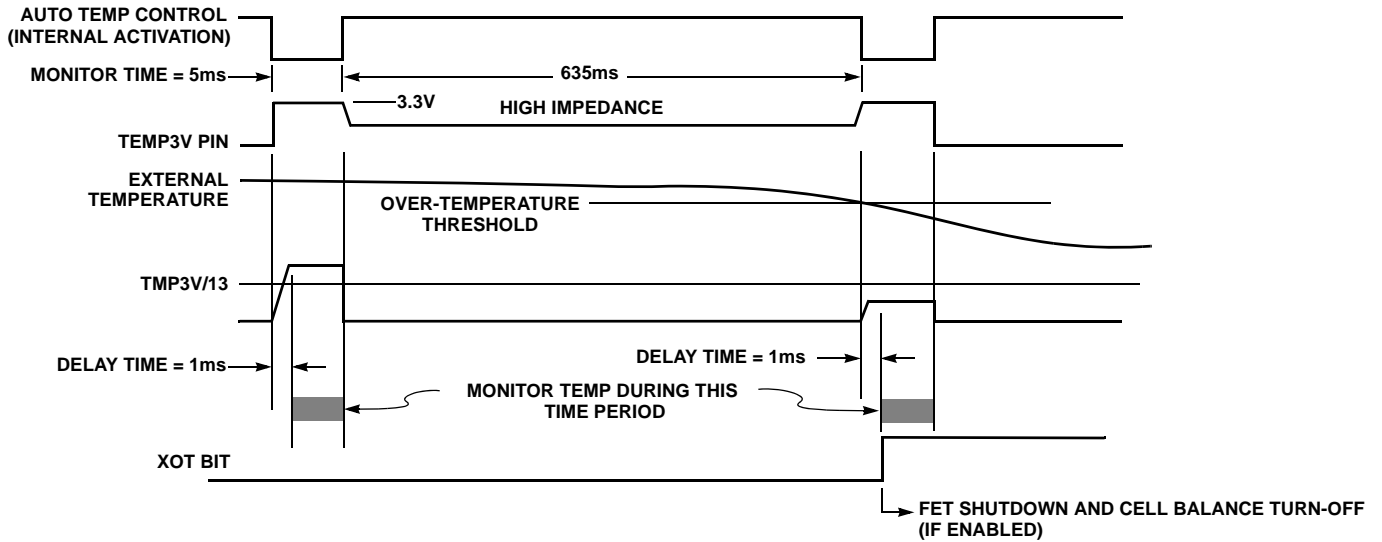 AUTO TEMP CONTROL
(INTERNAL ACTIVATION)
MONITOR TIME = 5ms
635ms
3.3V
HIGH IMPEDANCE
TEMP3V PIN
EXTERNAL
TEMPERATURE
OVER-TEMPERATURE
THRESHOLD
TMP3V/13
DELAY TIME = 1ms
DELAY TIME = 1ms
MONITOR TEMP DURING THIS
TIME PERIOD
XOT BIT
FET SHUTDOWN AND CELL BALANCE TURN-OFF
(IF ENABLED)